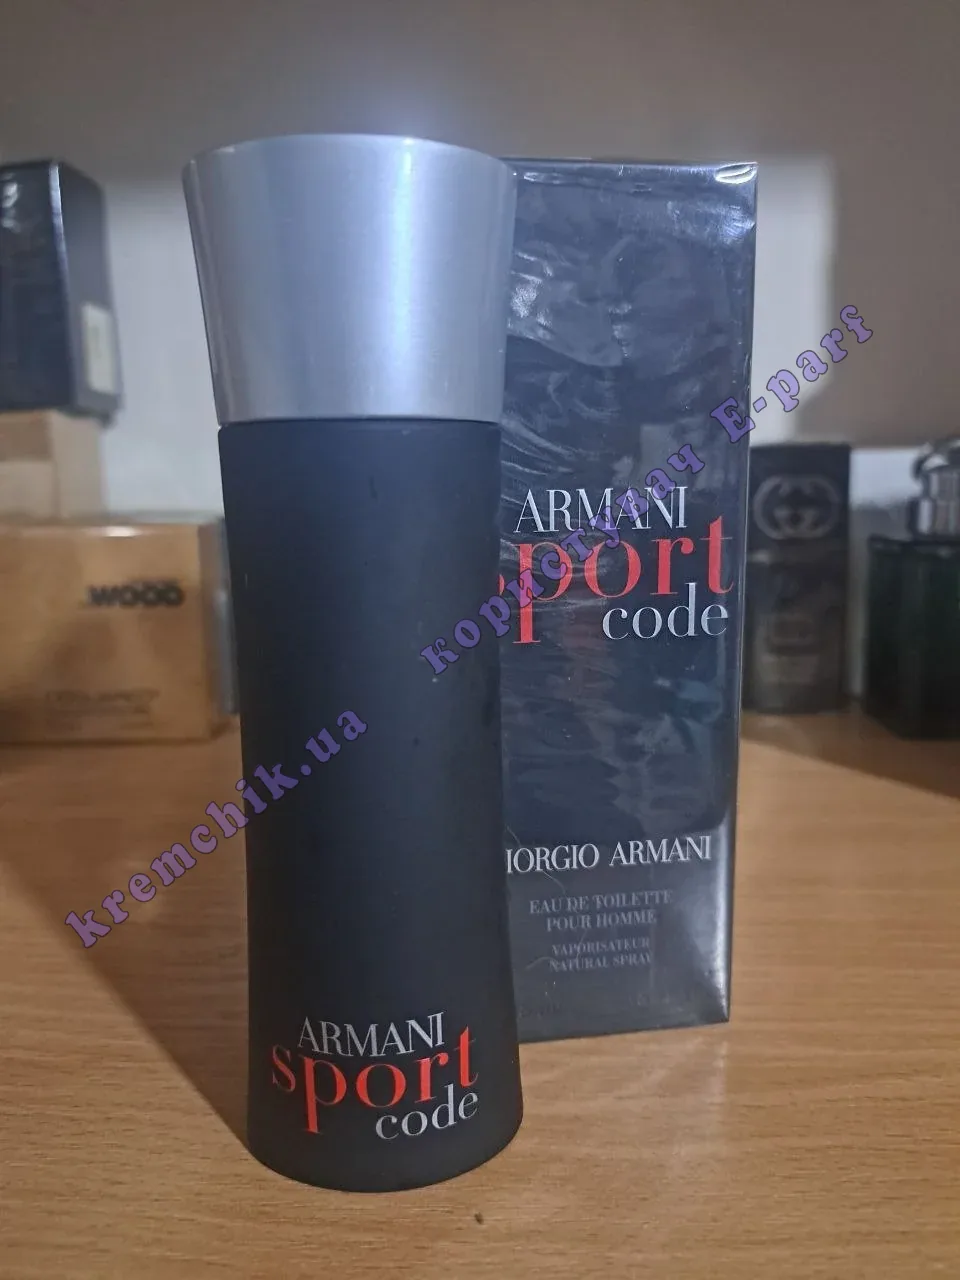 ARMANI
sport
code
GIORGIO ARMANI
EAU DE TOILETTE
POUR HOMME
VAPORISATEUR
NATURAL SPRAY
.WOOD
ARMANI
sport
code
kremchik.ua користувач E-parf